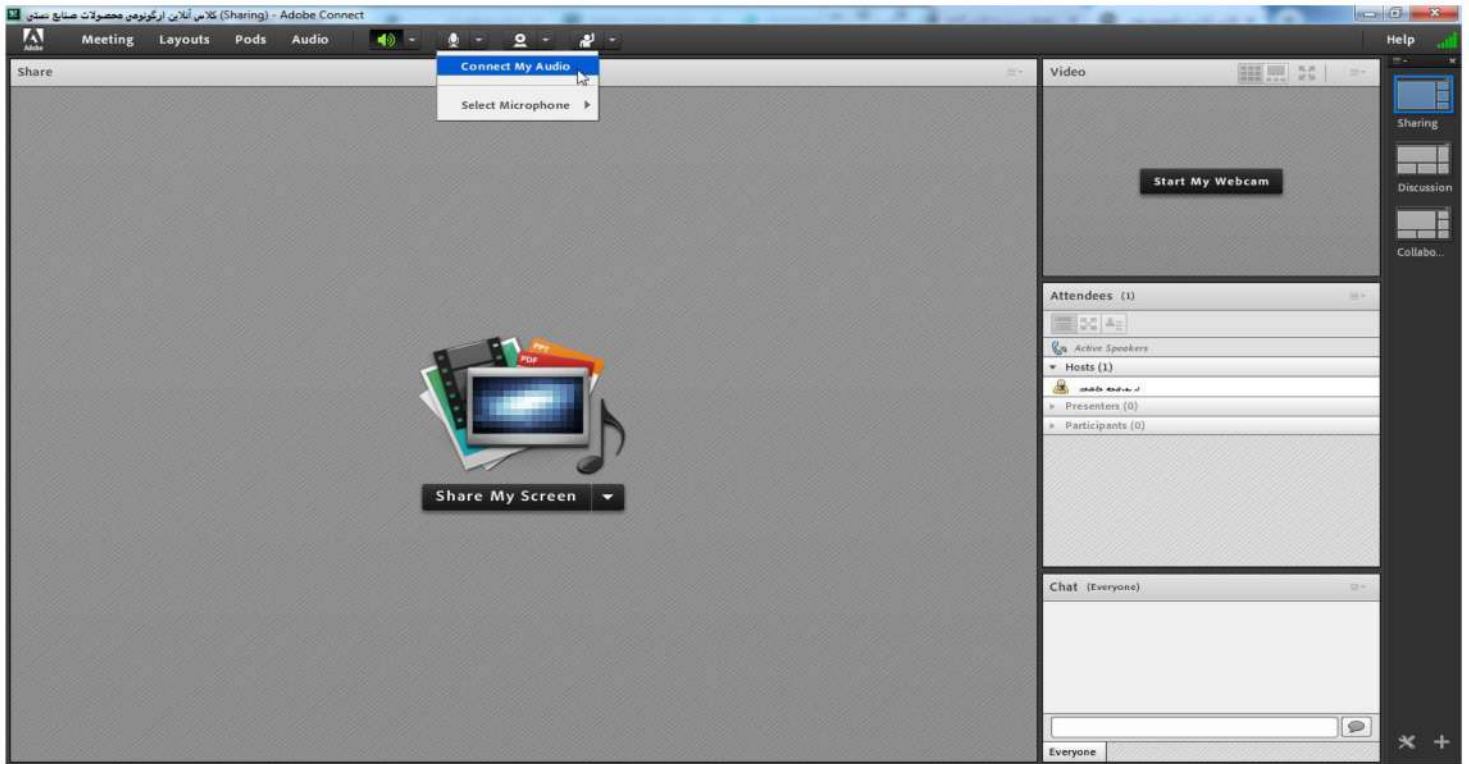 کلاس آنلاین ارگونومی محصولات صنایع دستی (Sharing) - Adobe Connect
Adobe Meeting Layouts Pods Audio Help
Connect My Audio
Select Microphone
Share
PPT
PDF
Share My Screen
Video
Start My Webcam
Attendees (1)
Active Speakers
Hosts (1)
Presenters (0)
Participants (0)
Chat (Everyone)
Everyone
Sharing
Discussion
Collabo...